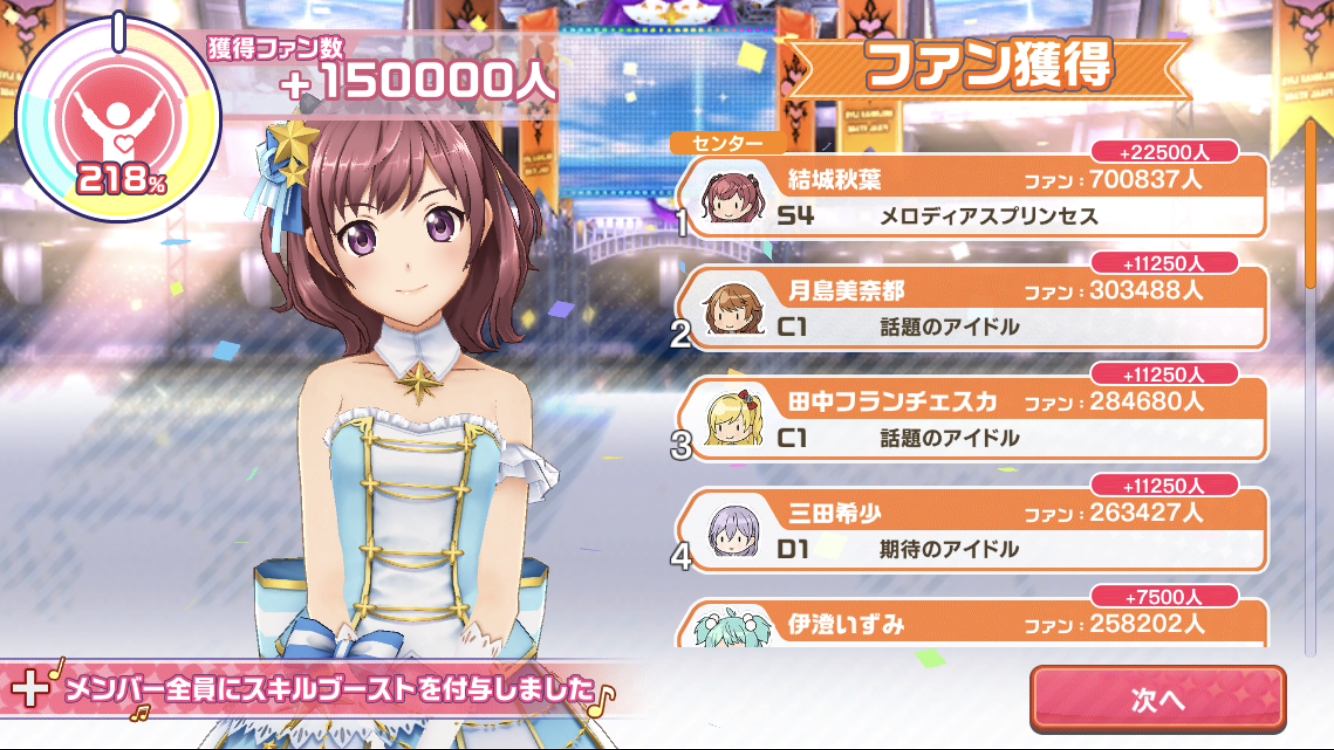 獲得ファン数
+150000人
218%
ファン獲得
センター
+22500人
1
結城秋葉 ファン:700837人
S4 メロディアスプリンセス
+11250人
2
月島美奈都 ファン:303488人
C1 話題のアイドル
+11250人
3
田中フランチェスカ ファン:284680人
C1 話題のアイドル
+11250人
4
三田希少 ファン:263427人
D1 期待のアイドル
+7500人
伊澄いずみ ファン:258202人
+ メンバー全員にスキルブーストを付与しました
次へ